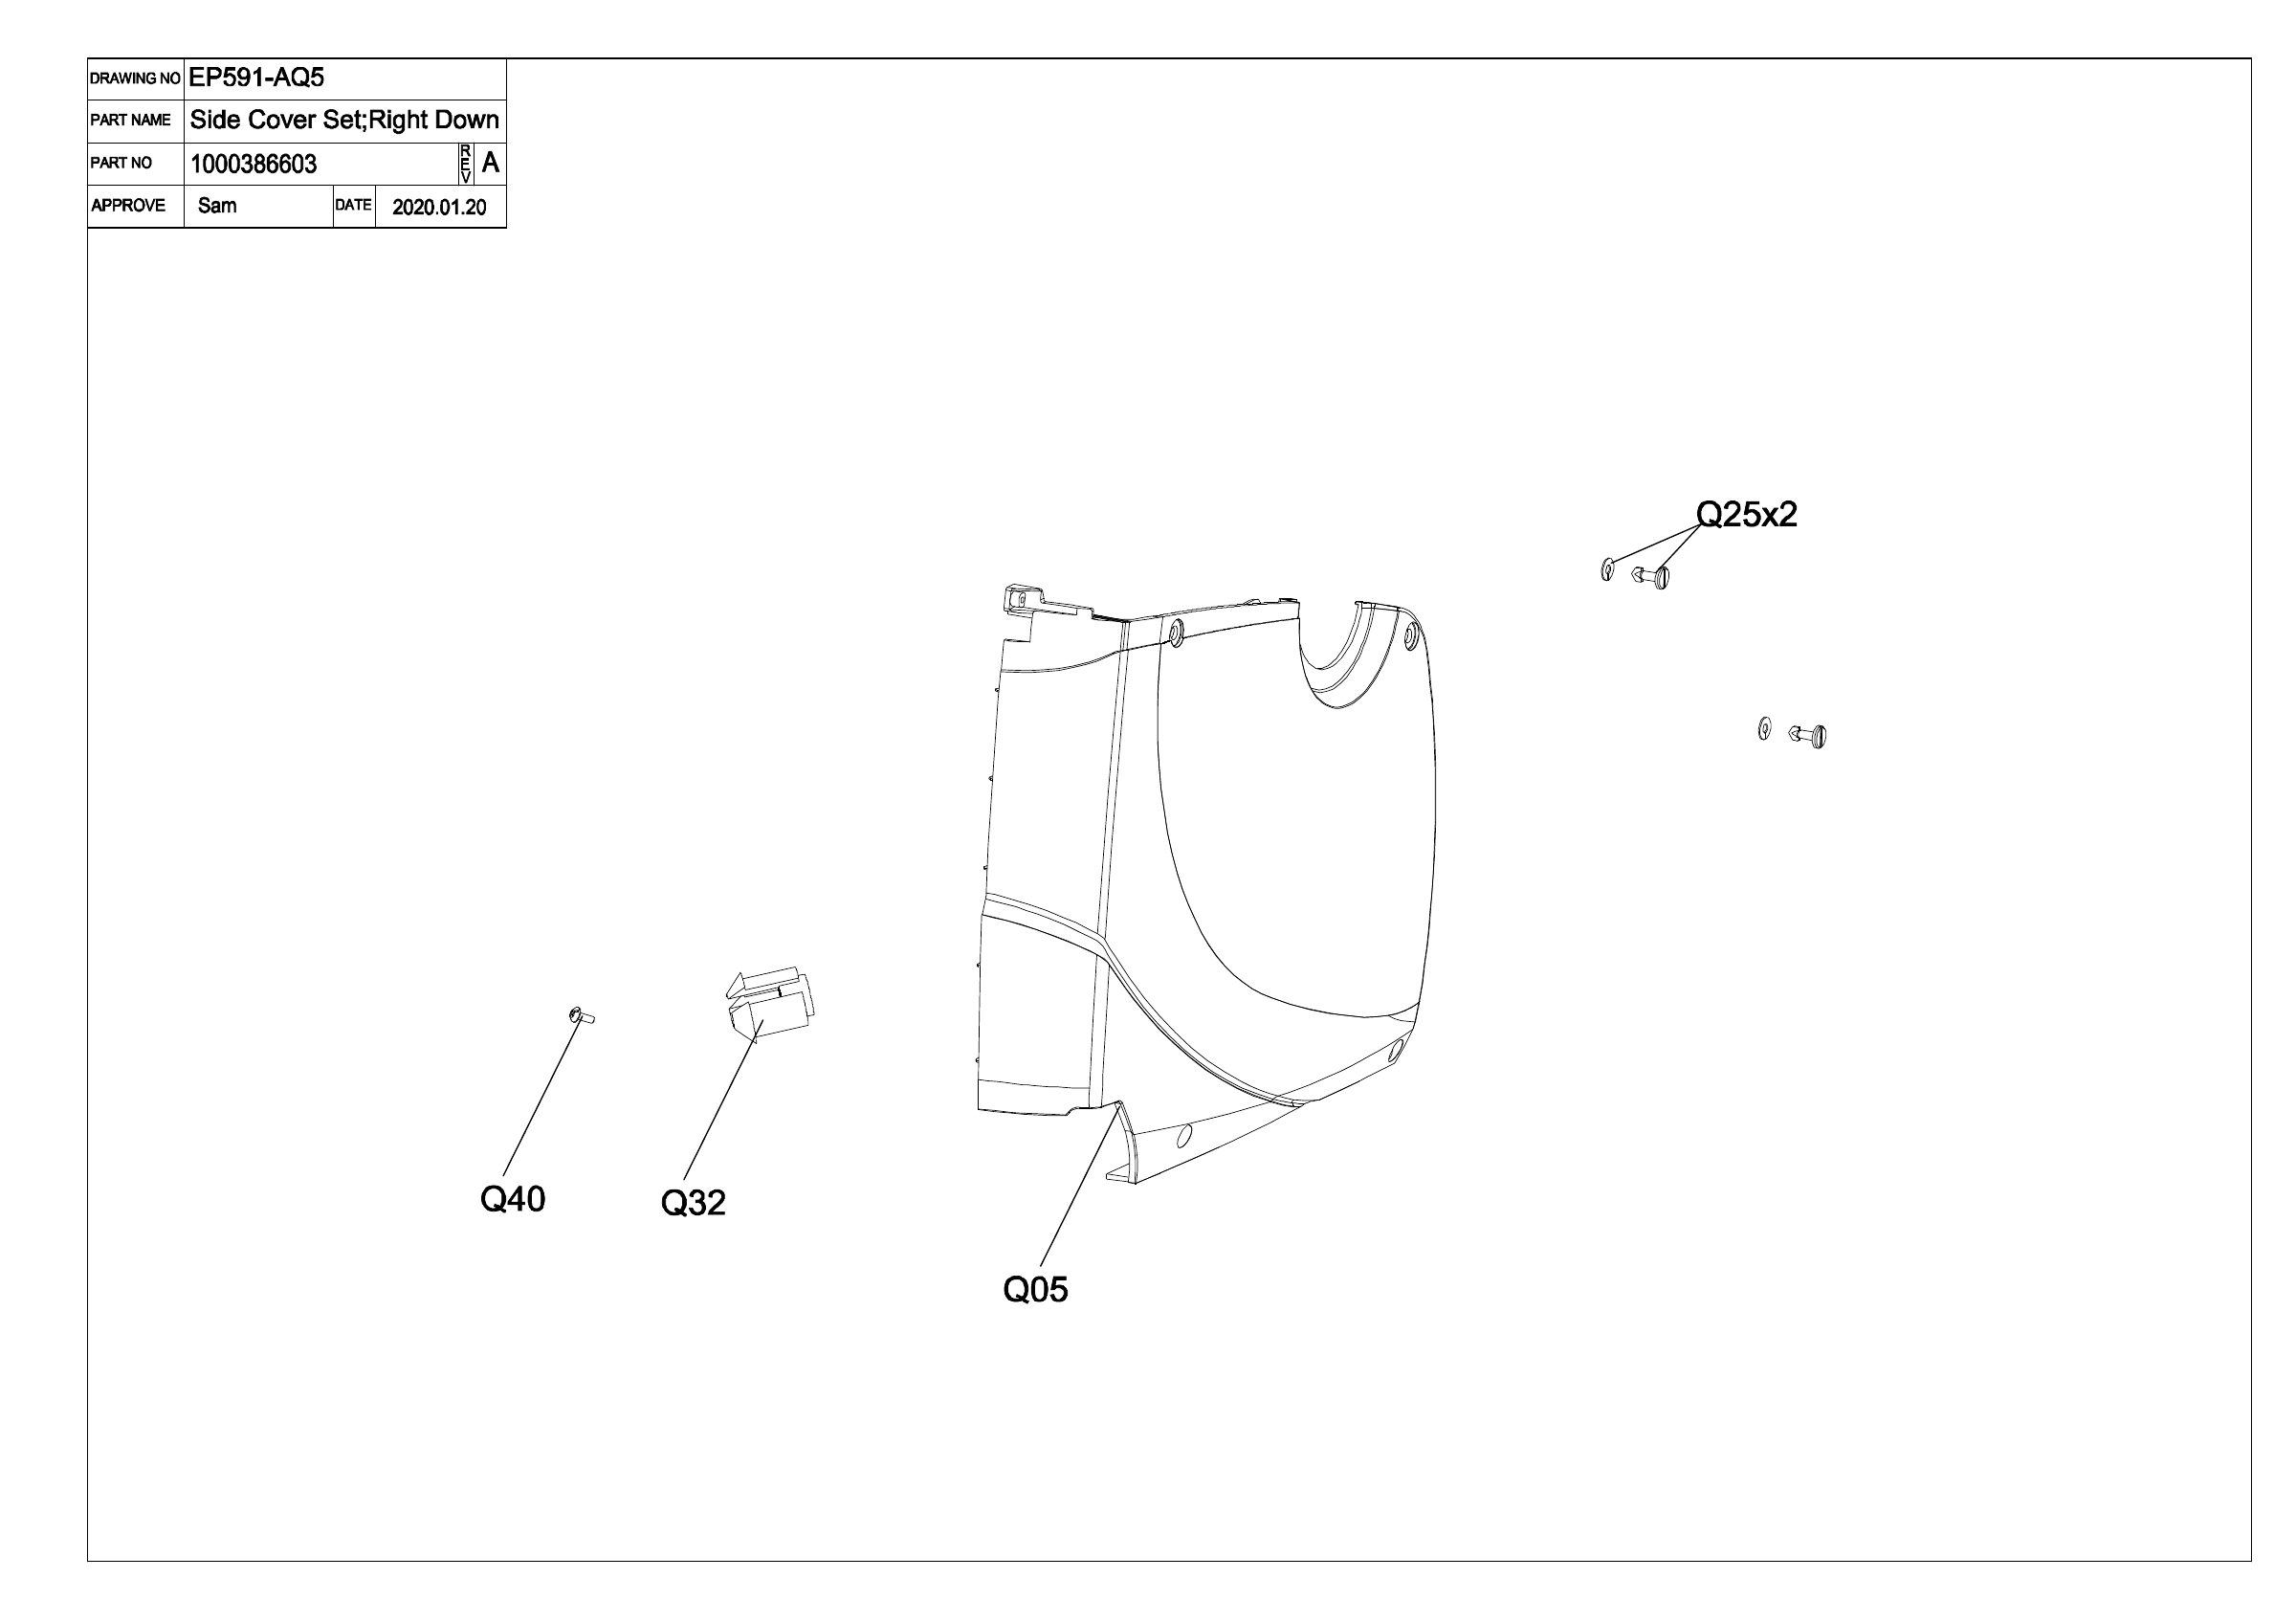 DRAWING NO EP591-AQ5
PART NAME Side Cover Set;Right Down
PART NO 1000386603 REV A
APPROVE Sam DATE 2020.01.20
Q25x2
Q40
Q32
Q05